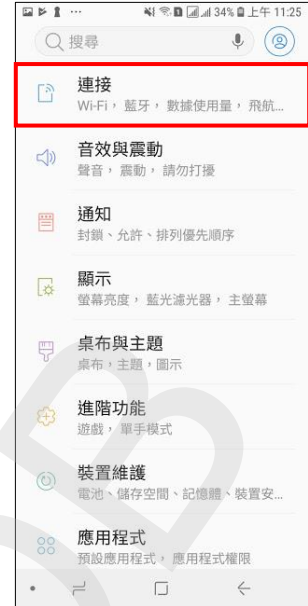 34% 上午 11:25
搜尋
連接
Wi-Fi， 藍牙， 數據使用量， 飛航...
音效與震動
聲音， 震動， 請勿打擾
通知
封鎖、允許、排列優先順序
顯示
螢幕亮度， 藍光濾光器， 主螢幕
桌布與主題
桌布，主題，圖示
進階功能
遊戲， 單手模式
裝置維護
電池、儲存空間、記憶體、裝置安...
應用程式
預設應用程式， 應用程式權限